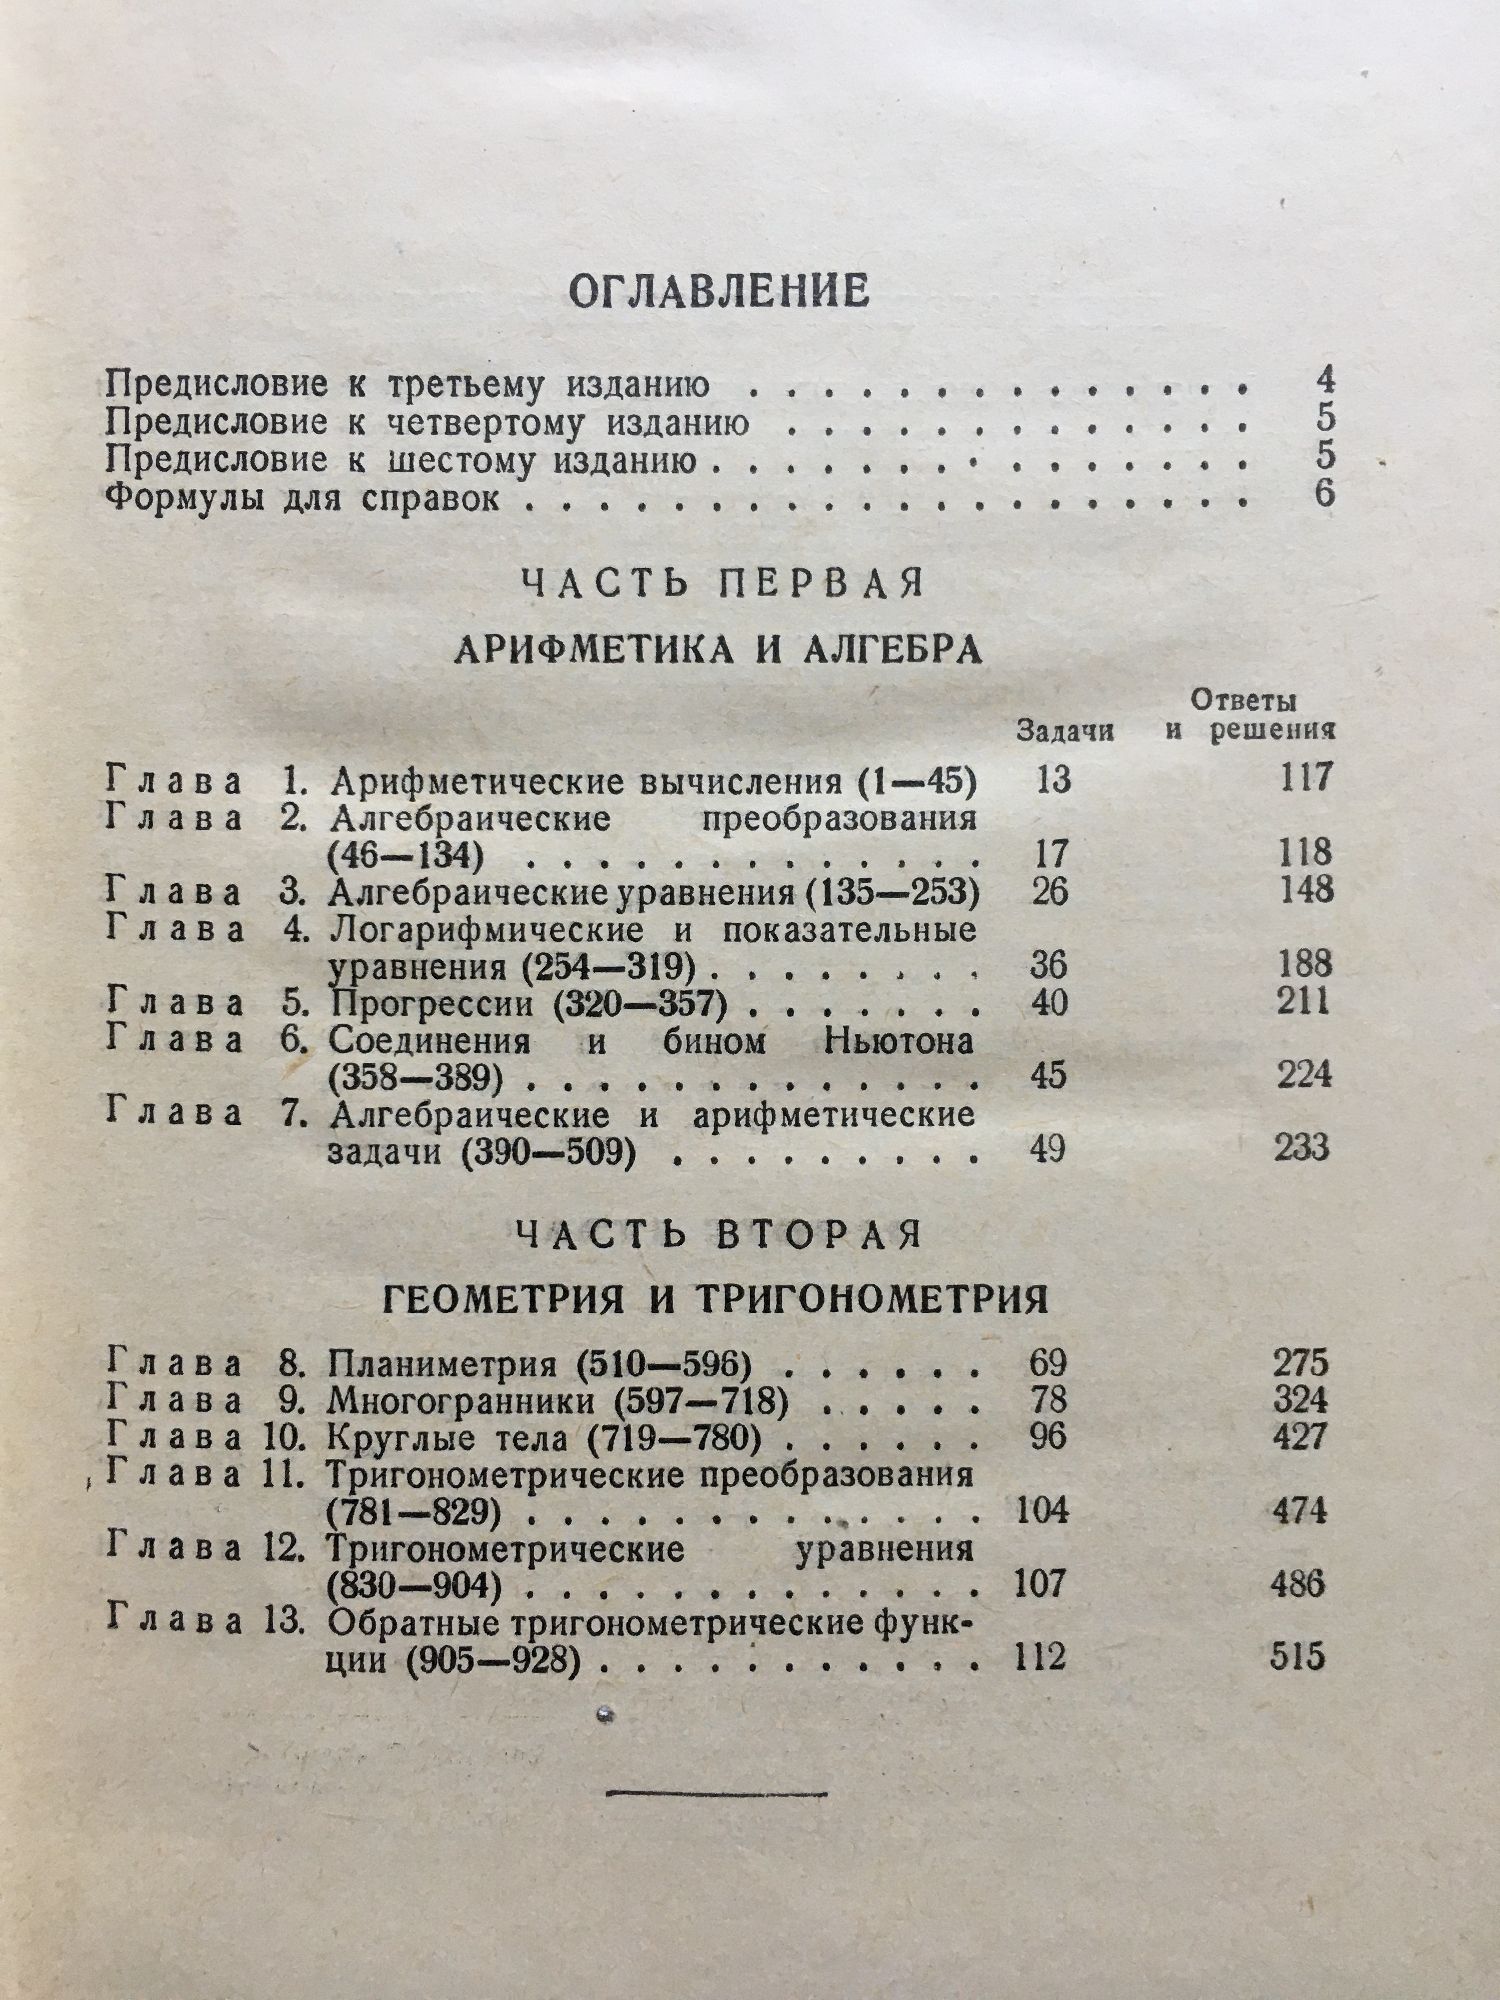 ОГЛАВЛЕНИЕ
Предисловие к третьему изданию . . . . . . . . . . . . . . 4
Предисловие к четвертому изданию . . . . . . . . . . . . . 5
Предисловие к шестому изданию . . . . . . . . . . . . . . . 5
Формулы для справок . . . . . . . . . . . . . . . . . . . . 6
ЧАСТЬ ПЕРВАЯ
АРИФМЕТИКА И АЛГЕБРА
Ответы
Задачи и решения
Глава 1. Арифметические вычисления (1—45) 13 117
Глава 2. Алгебраические преобразования
(46—134) . . . . . . . . . . . . . 17 118
Глава 3. Алгебраические уравнения (135—253) 26 148
Глава 4. Логарифмические и показательные
уравнения (254—319) . . . . . . . . 36 188
Глава 5. Прогрессии (320—357) . . . . . . . 40 211
Глава 6. Соединения и бином Ньютона
(358—389) . . . . . . . . . . . . . 45 224
Глава 7. Алгебраические и арифметические
задачи (390—509) . . . . . . . . . 49 233
ЧАСТЬ ВТОРАЯ
ГЕОМЕТРИЯ И ТРИГОНОМЕТРИЯ
Глава 8. Планиметрия (510—596) . . . . . . 69 275
Глава 9. Многогранники (597—718) . . . . . 78 324
Глава 10. Круглые тела (719—780) . . . . . . 96 427
Глава 11. Тригонометрические преобразования
(781—829) . . . . . . . . . . . . . 104 474
Глава 12. Тригонометрические уравнения
(830—904) . . . . . . . . . . . . . 107 486
Глава 13. Обратные тригонометрические функ-
ции (905—928) . . . . . . . . . . . 112 515